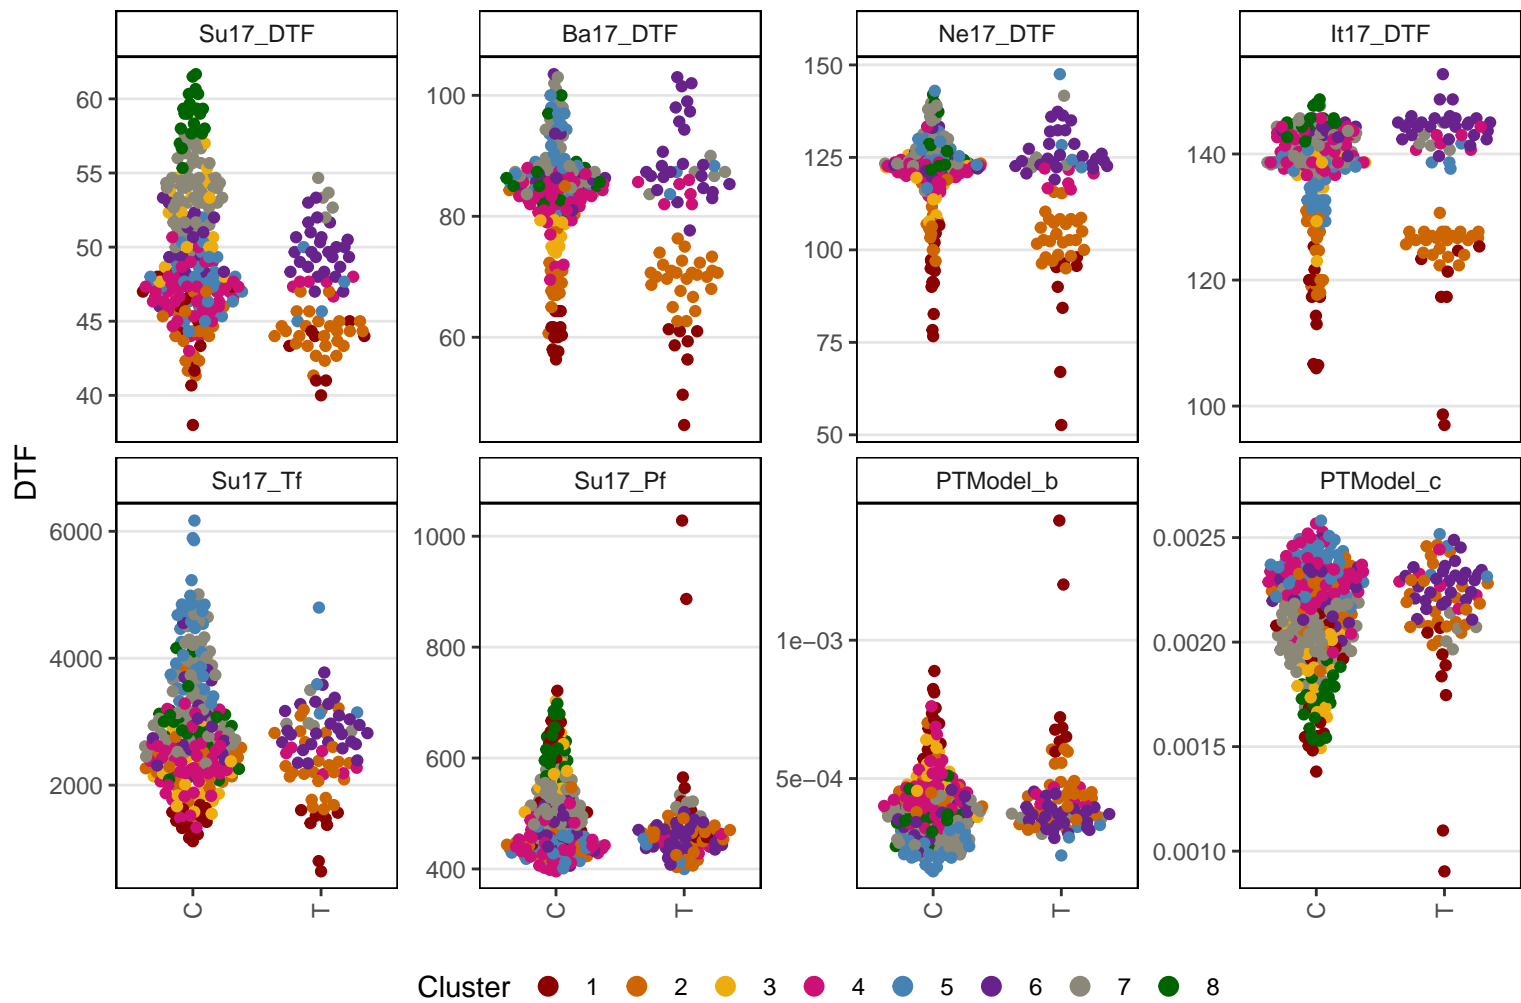 Su17_DTF
Ba17_DTF
Ne17_DTF
It17_DTF
60
55
50
45
40
100
80
60
150
125
100
75
50
140
120
100
DTF
Su17_Tf
Su17_Pf
PTModel_b
PTModel_c
6000
4000
2000
1000
800
600
400
1e−03
5e−04
0.0025
0.0020
0.0015
0.0010
C T
C T
C T
C T
Cluster 1 2 3 4 5 6 7 8